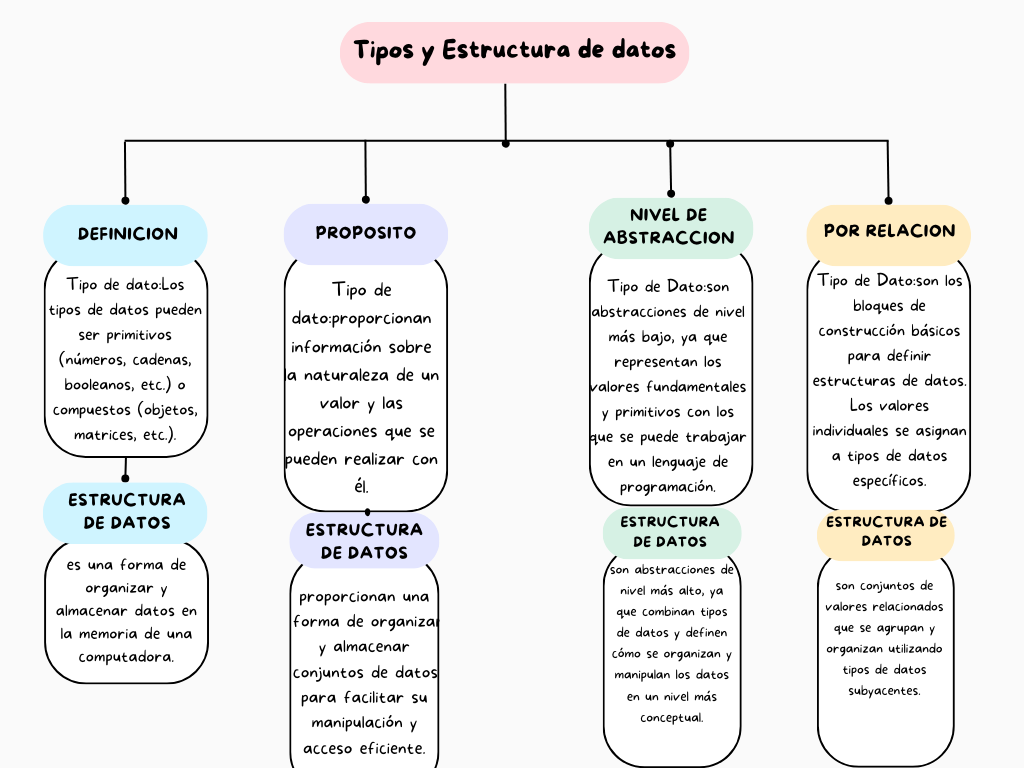 Tipos y Estructura de datos
DEFINICION
Tipo de dato:Los
tipos de datos pueden
ser primitivos
(números, cadenas,
booleanos, etc.) o
compuestos (objetos,
matrices, etc.).
ESTRUCTURA
DE DATOS
es una forma de
organizar y
almacenar datos en
la memoria de una
computadora.
PROPOSITO
Tipo de
dato:proporcionan
información sobre
la naturaleza de un
valor y las
operaciones que se
pueden realizar con
él.
ESTRUCTURA
DE DATOS
proporcionan una
forma de organizar
y almacenar
conjuntos de datos
para facilitar su
manipulación y
acceso eficiente.
NIVEL DE
ABSTRACCION
Tipo de Dato:son
abstracciones de nivel
más bajo, ya que
representan los
valores fundamentales
y primitivos con los
que se puede trabajar
en un lenguaje de
programación.
ESTRUCTURA
DE DATOS
son abstracciones de
nivel más alto, ya
que combinan tipos
de datos y definen
cómo se organizan y
manipulan los datos
en un nivel más
conceptual.
POR RELACION
Tipo de Dato:son los
bloques de
construcción básicos
para definir
estructuras de datos.
Los valores
individuales se asignan
a tipos de datos
específicos.
ESTRUCTURA DE
DATOS
son conjuntos de
valores relacionados
que se agrupan y
organizan utilizando
tipos de datos
subyacentes.